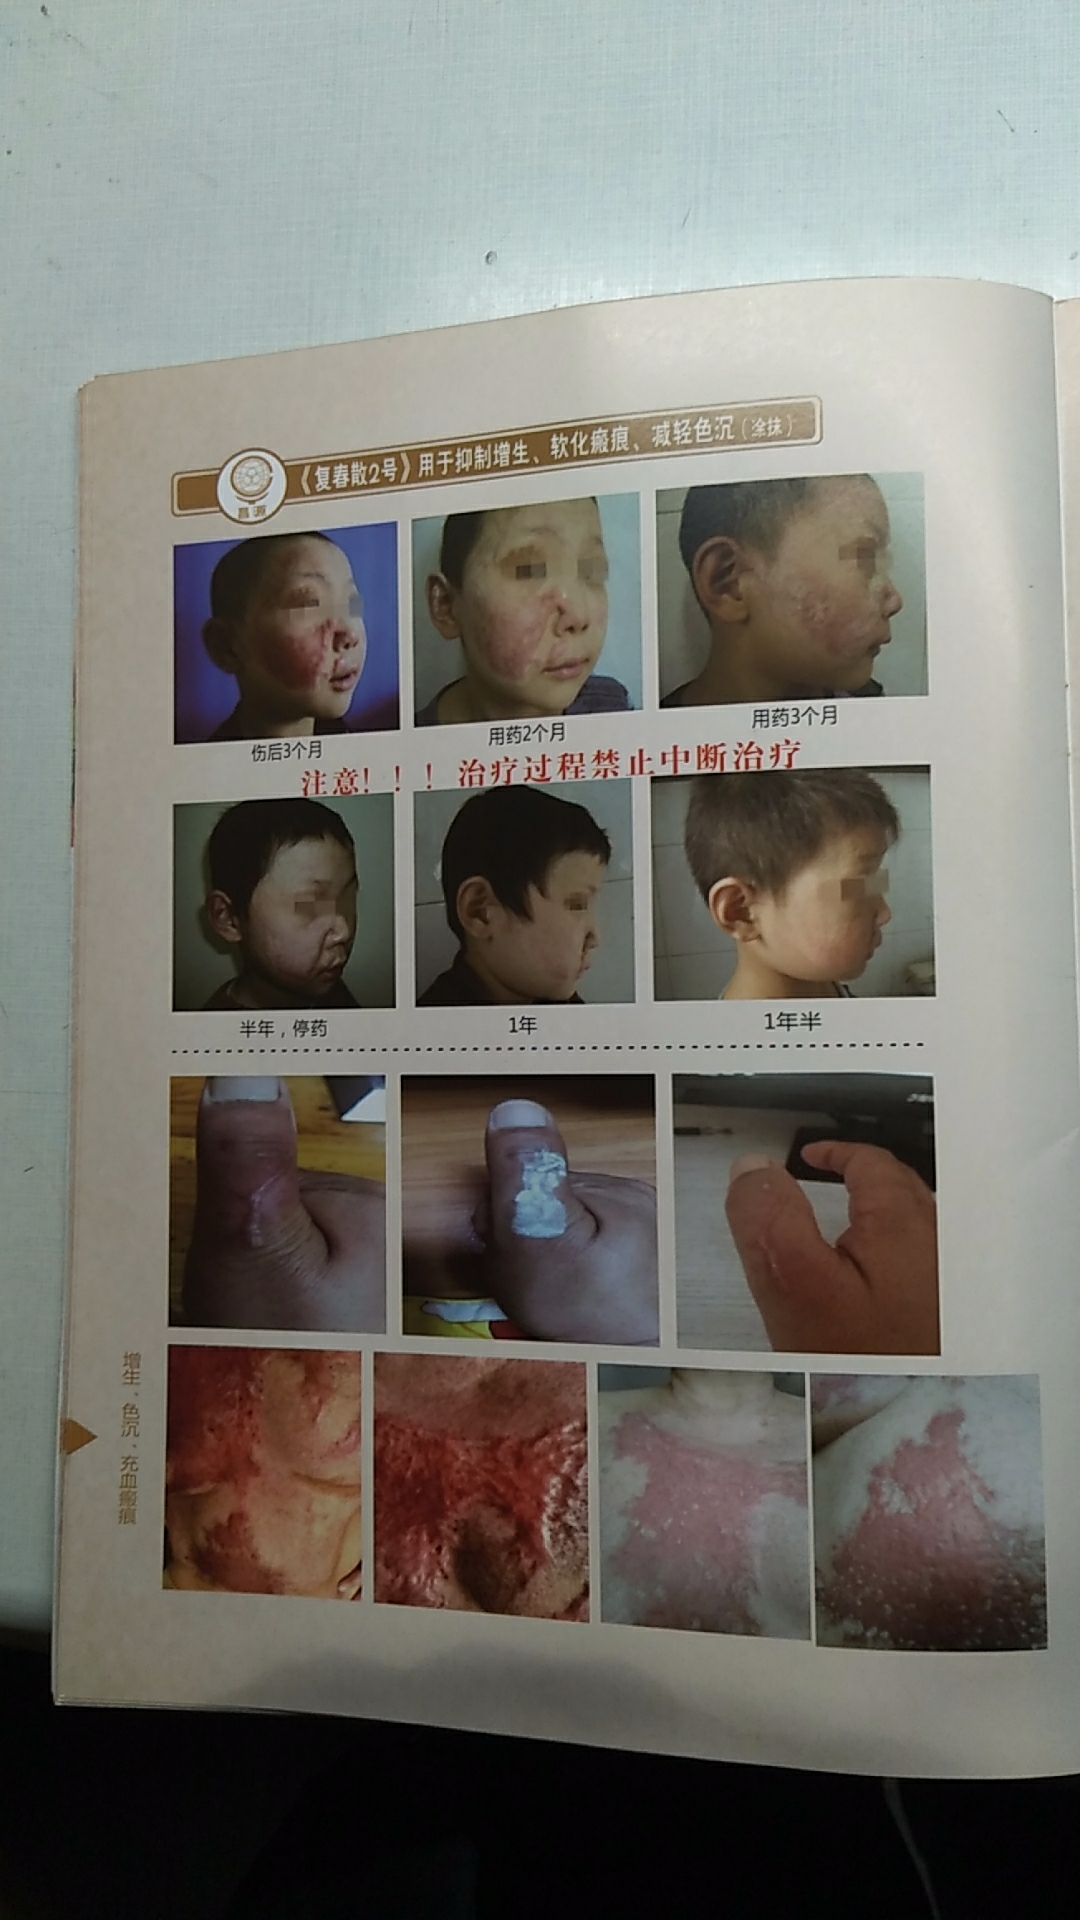 《复春散2号》用于抑制增生、软化瘢痕、减轻色沉（涂抹）
昌源
伤后3个月
用药2个月
用药3个月
注意！！！治疗过程禁止中断治疗
半年，停药
1年
1年半
增生、色沉、充血瘢痕